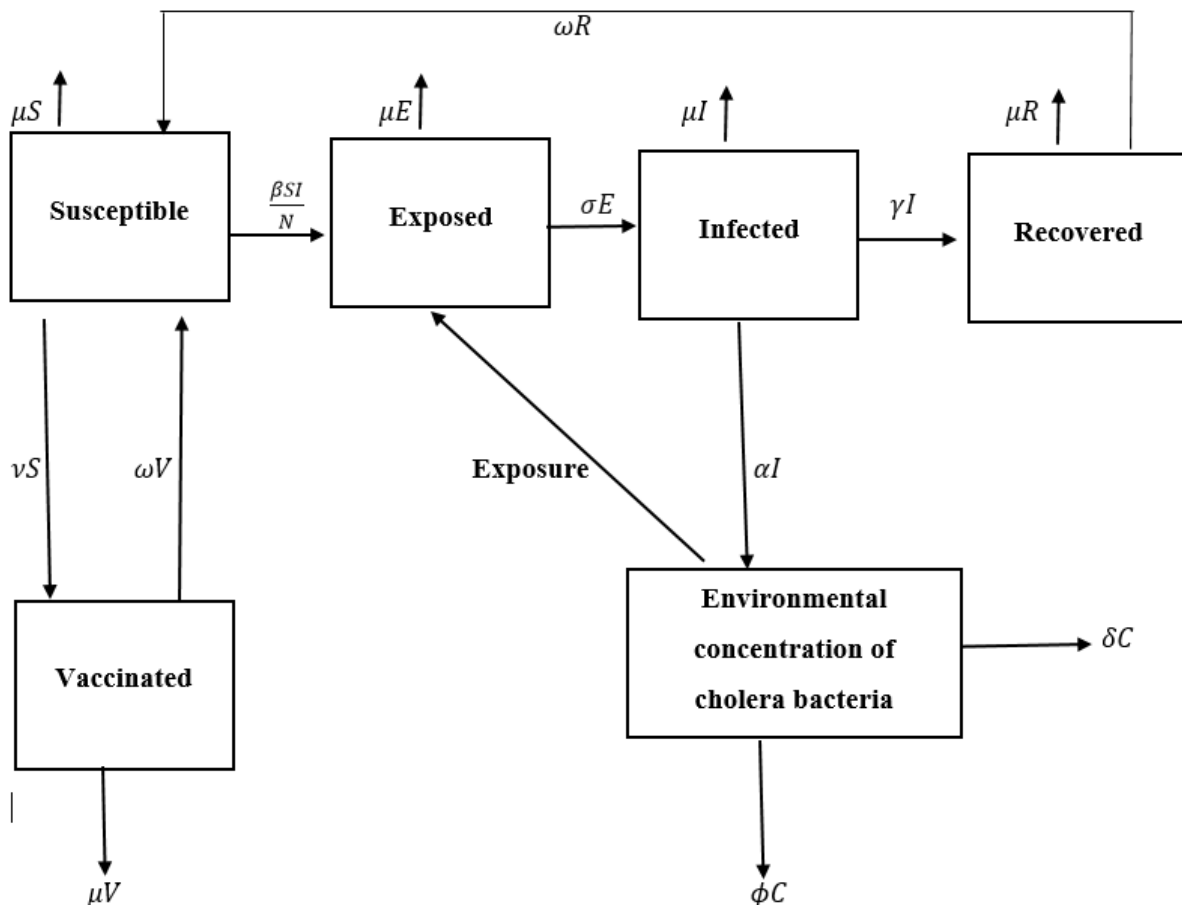 ωR
μS
μE
μI
μR
Susceptible
βSI
N
Exposed
σE
Infected
γI
Recovered
νS
ωV
Exposure
αI
Environmental
concentration of
cholera bacteria
δC
Vaccinated
μV
ϕC